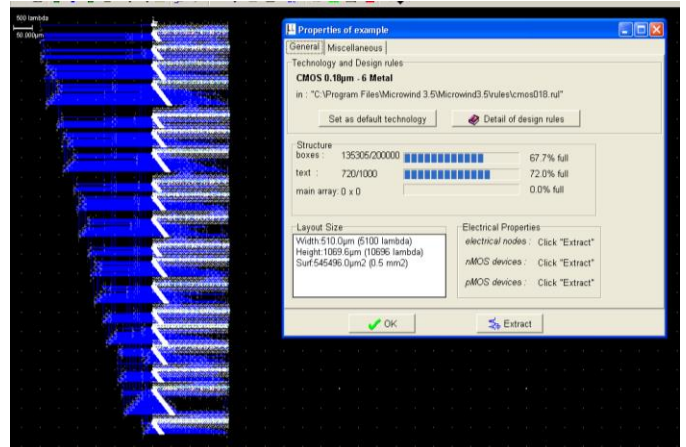 500 lambda
50.000µm
Properties of example
General
Miscellaneous
Technology and Design rules
CMOS 0.18µm - 6 Metal
in : "C:\Program Files\Microwind 3.5\Microwind3.5\rules\cmos018.rul"
Set as default technology
Detail of design rules
Structure
boxes : 135305/200000 67.7% full
text : 720/1000 72.0% full
main array: 0 x 0 0.0% full
Layout Size
Width:510.0µm (5100 lambda)
Height:1069.6µm (10696 lambda)
Surf:545496.0µm2 (0.5 mm2)
Electrical Properties
electrical nodes : Click "Extract"
nMOS devices : Click "Extract"
pMOS devices : Click "Extract"
OK
Extract